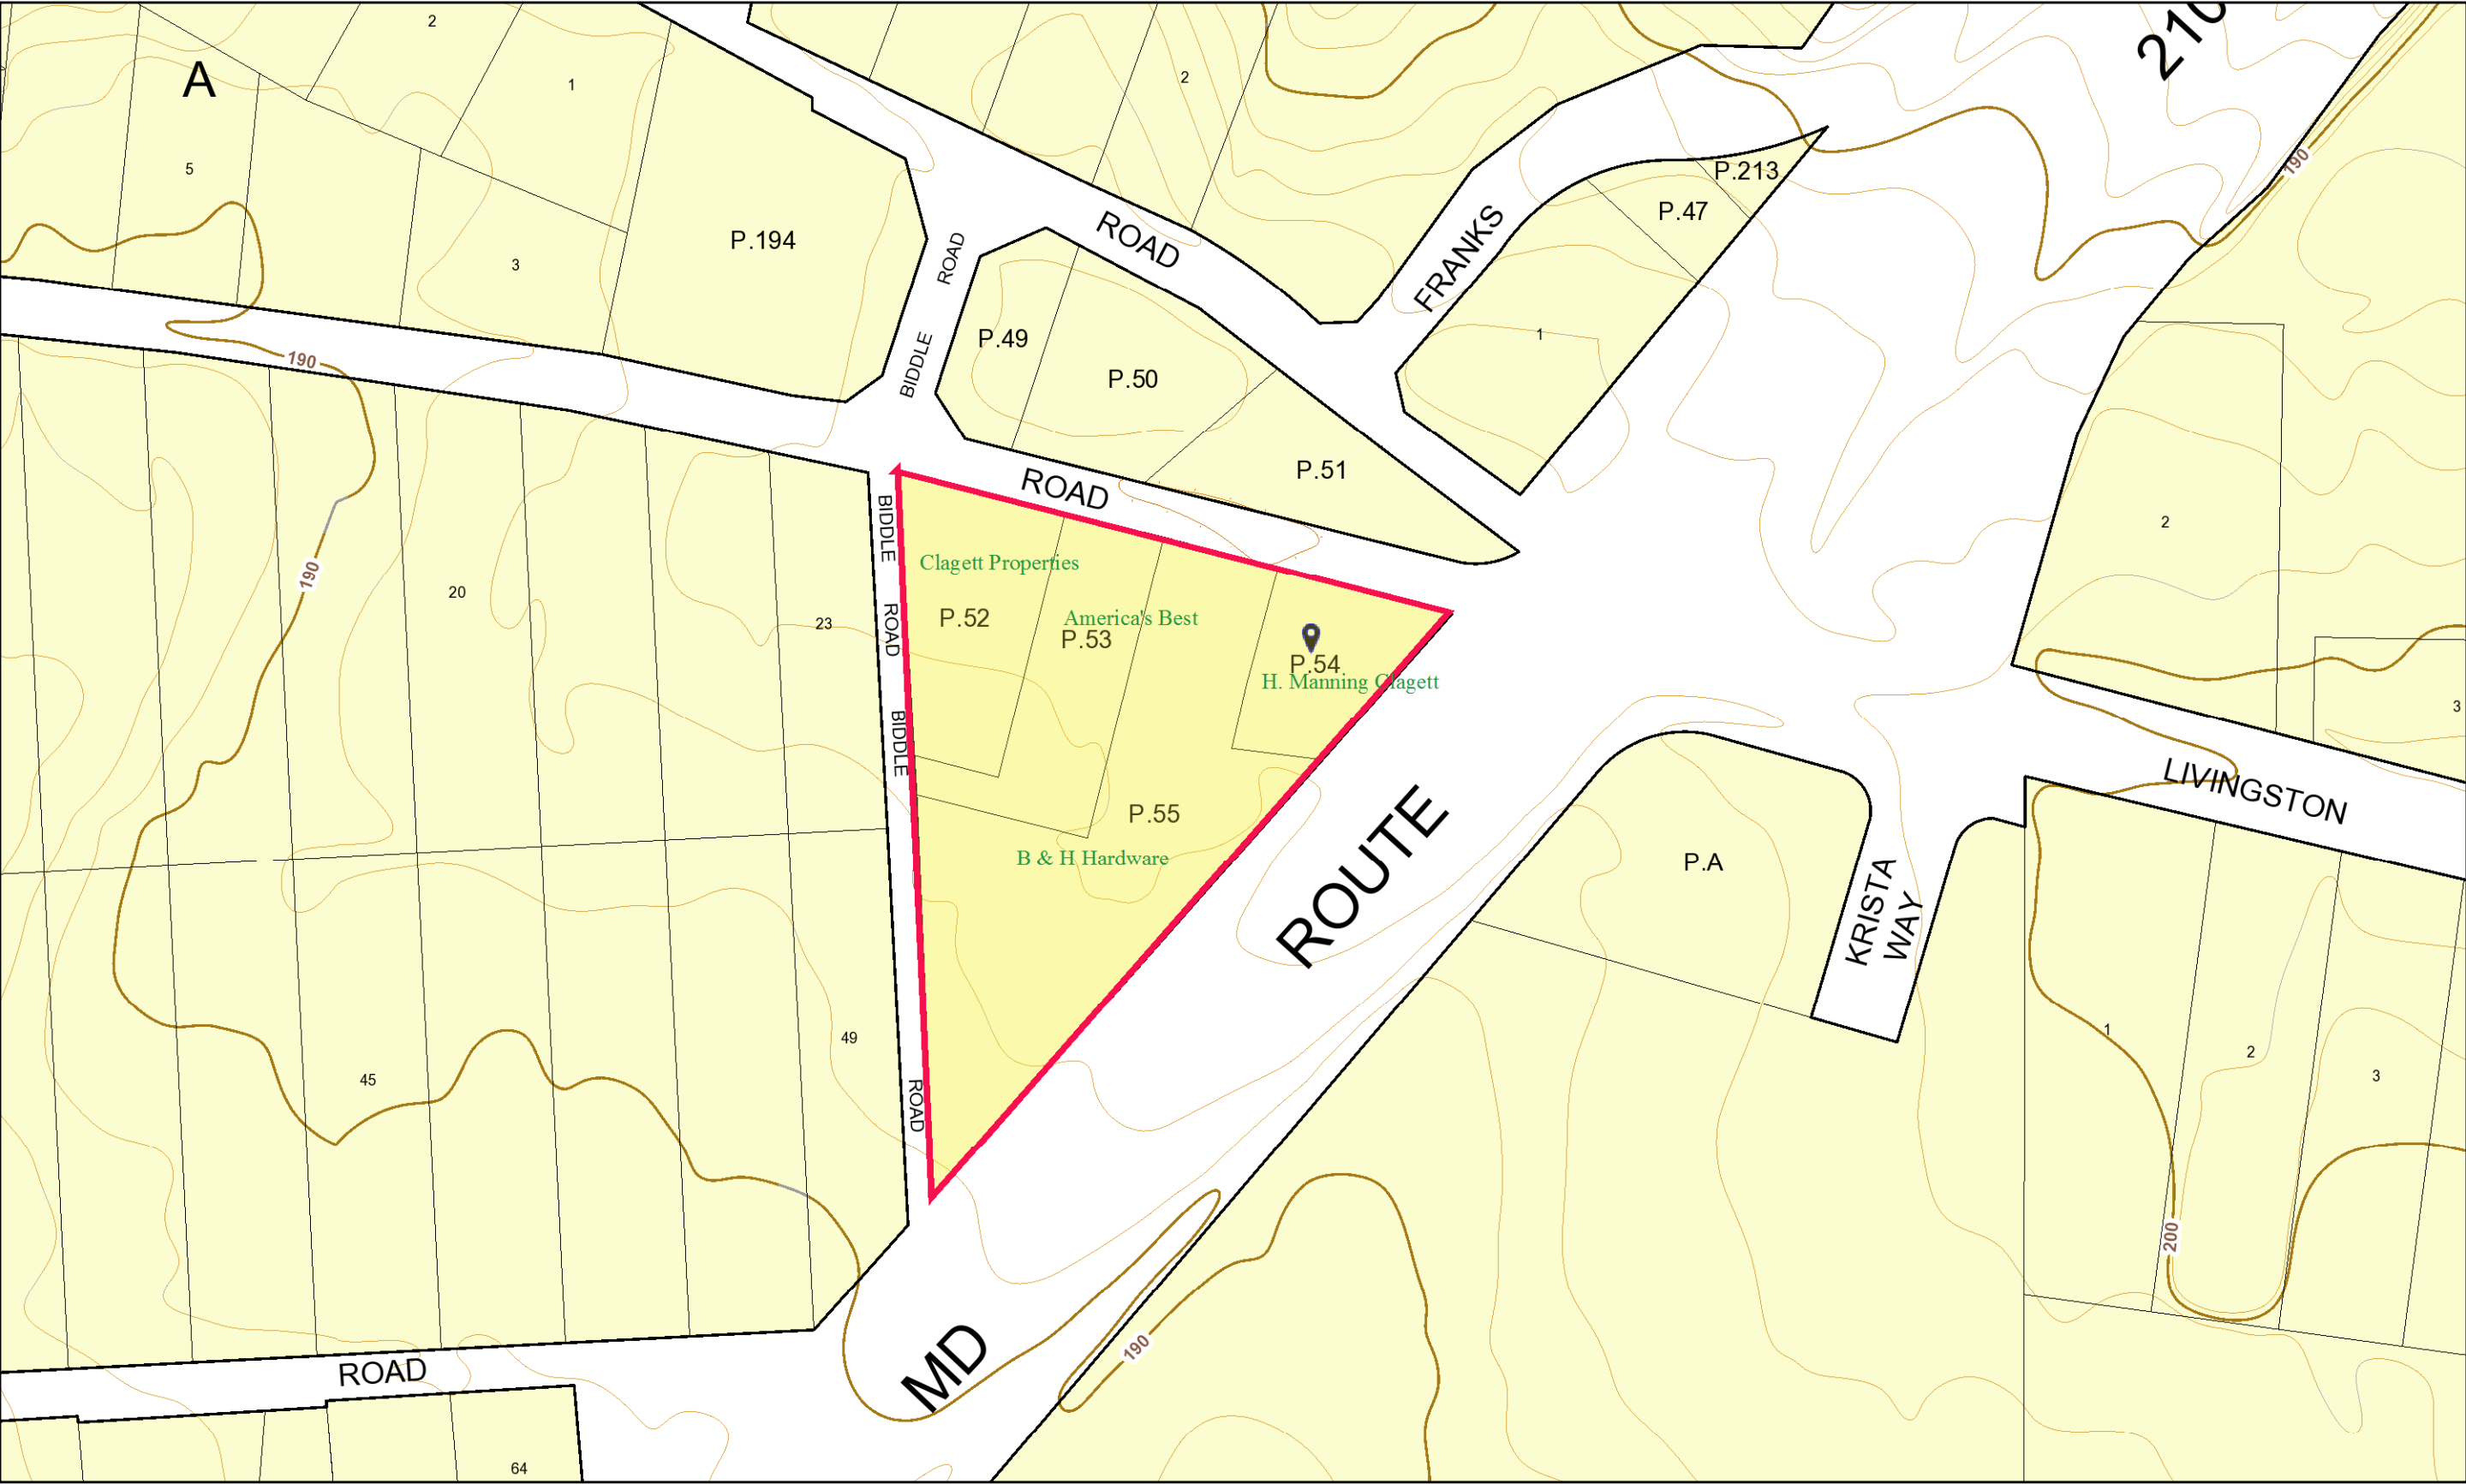 A
2
1
2
210
5
3
P.194
ROAD
BIDDLE
ROAD
FRANKS
P.213
P.47
190
1
P.49
P.50
P.51
190
190
20
23
ROAD
BIDDLE
ROAD
BIDDLE
ROAD
Clagett Properties
P.52
America's Best
P.53
P.54
H. Manning Clagett
P.55
B & H Hardware
2
3
LIVINGSTON
ROUTE
P.A
KRISTA
WAY
49
45
1
2
3
200
190
MD
ROAD
64